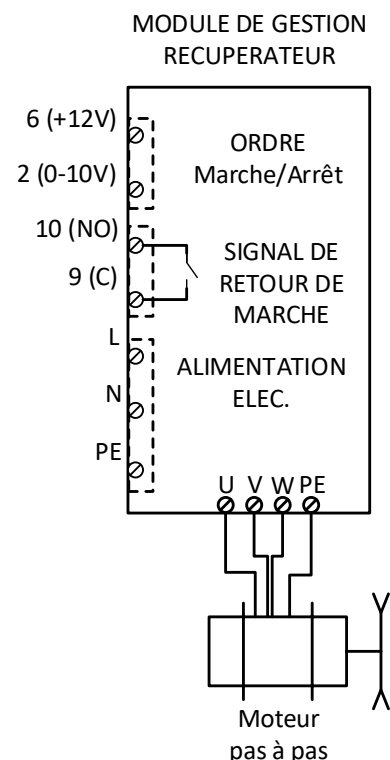 MODULE DE GESTION
RECUPERATEUR
6 (+12V)
ORDRE
Marche/Arrêt
2 (0-10V)
10 (NO)
SIGNAL DE
RETOUR DE
MARCHE
9 (C)
L
ALIMENTATION
ELEC.
N
PE
U V W PE
Moteur
pas à pas